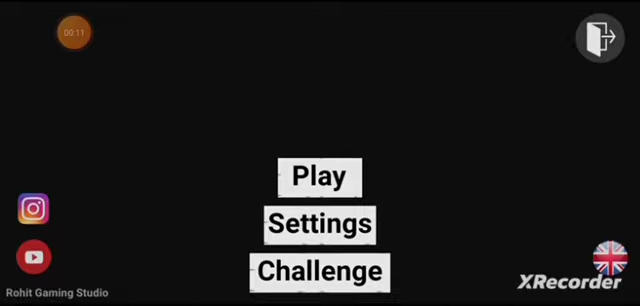 00:11
Play
Settings
Challenge
Rohit Gaming Studio
XRecorder